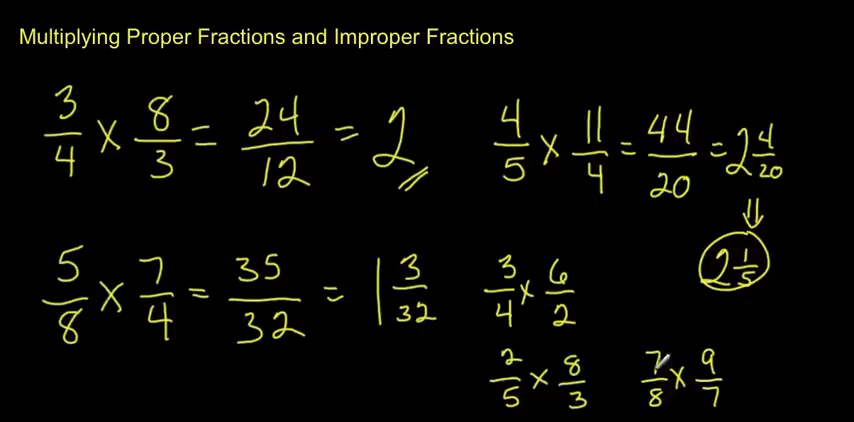 Multiplying Proper Fractions and Improper Fractions
3/4 × 8/3 = 24/12 = 2
4/5 × 11/4 = 44/20 = 2 4/20
⇓
2 1/5
5/8 × 7/4 = 35/32 = 1 3/32
3/4 × 6/2
2/5 × 8/3
7/8 × 9/7